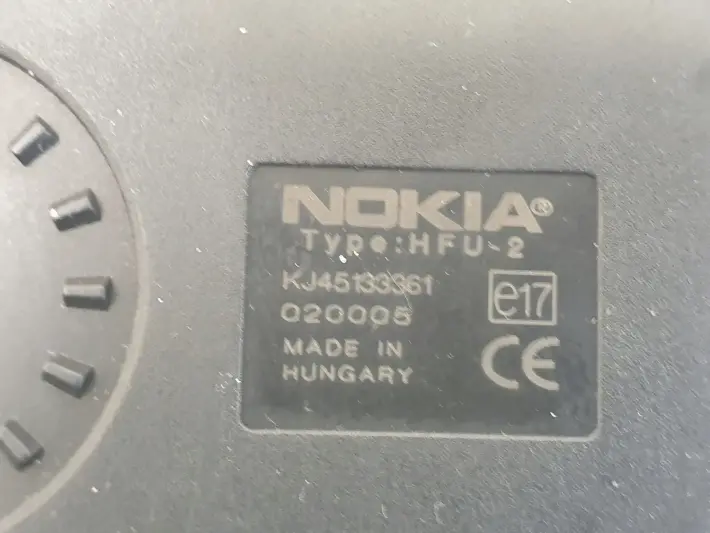 NOKIA®
Type:HFU-2
KJ45133361
020005
e17
MADE IN
HUNGARY
CE